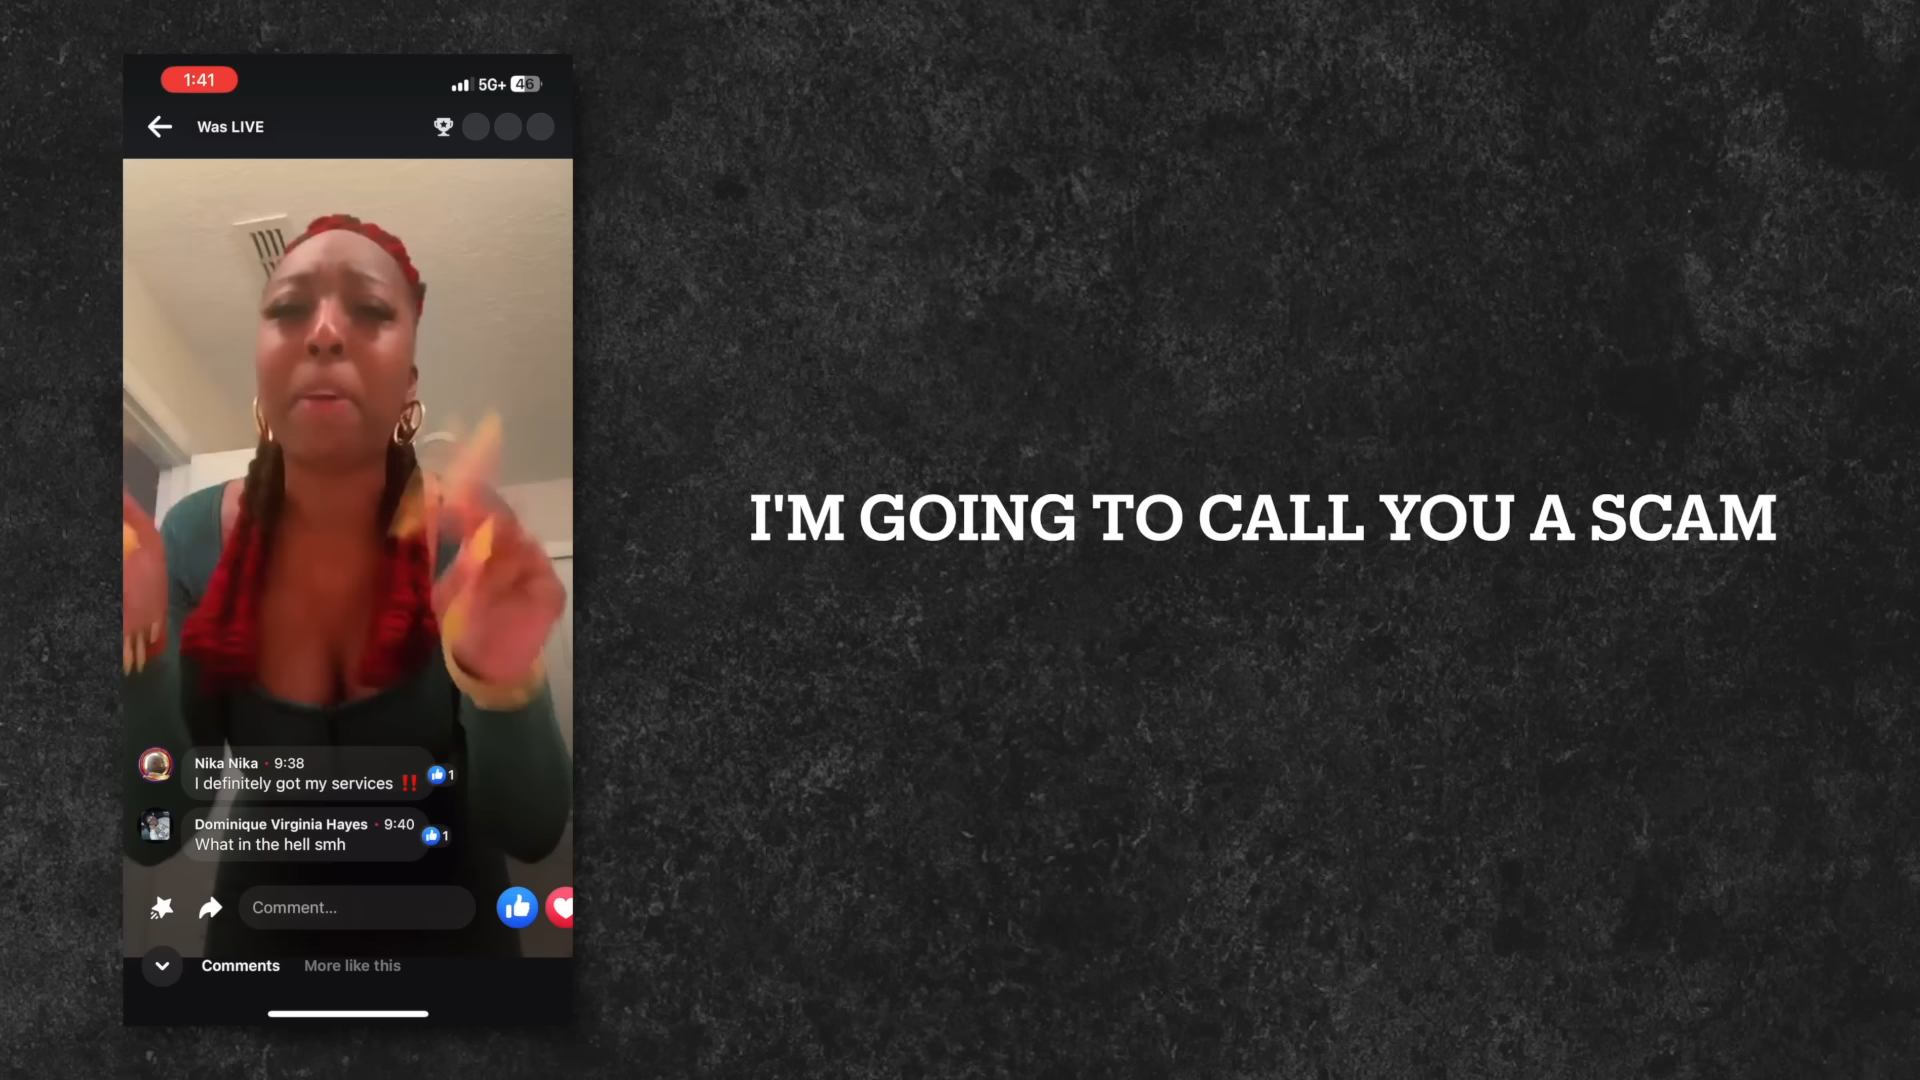 1:41
5G+ 46
Was LIVE
I'M GOING TO CALL YOU A SCAM
Nika Nika · 9:38
I definitely got my services ‼️
1
Dominique Virginia Hayes · 9:40
What in the hell smh
1
Comment...
Comments More like this